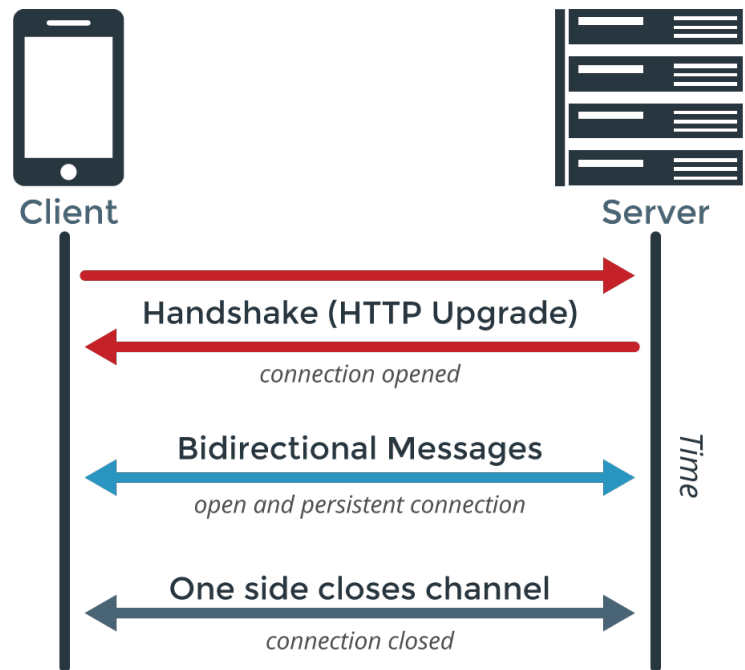 Client
Server
Handshake (HTTP Upgrade)
connection opened
Bidirectional Messages
Time
open and persistent connection
One side closes channel
connection closed